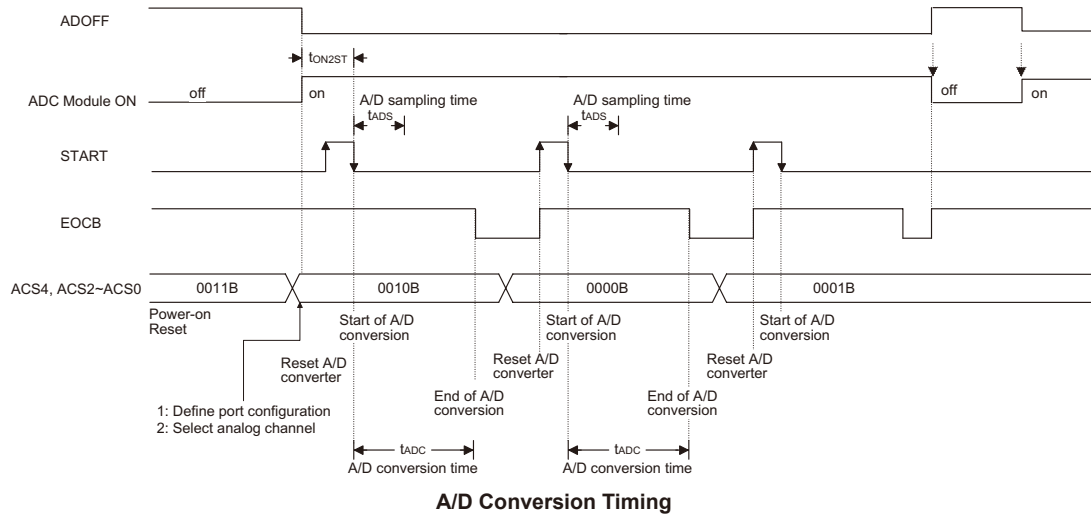 ADOFF
tON2ST
ADC Module ON
off
on
off
on
A/D sampling time
tADS
A/D sampling time
tADS
START
EOCB
ACS4, ACS2~ACS0
0011B
0010B
0000B
0001B
Power-on
Reset
Start of A/D
conversion
Start of A/D
conversion
Start of A/D
conversion
Reset A/D
converter
Reset A/D
converter
Reset A/D
converter
End of A/D
conversion
End of A/D
conversion
1: Define port configuration
2: Select analog channel
tADC
A/D conversion time
tADC
A/D conversion time
A/D Conversion Timing